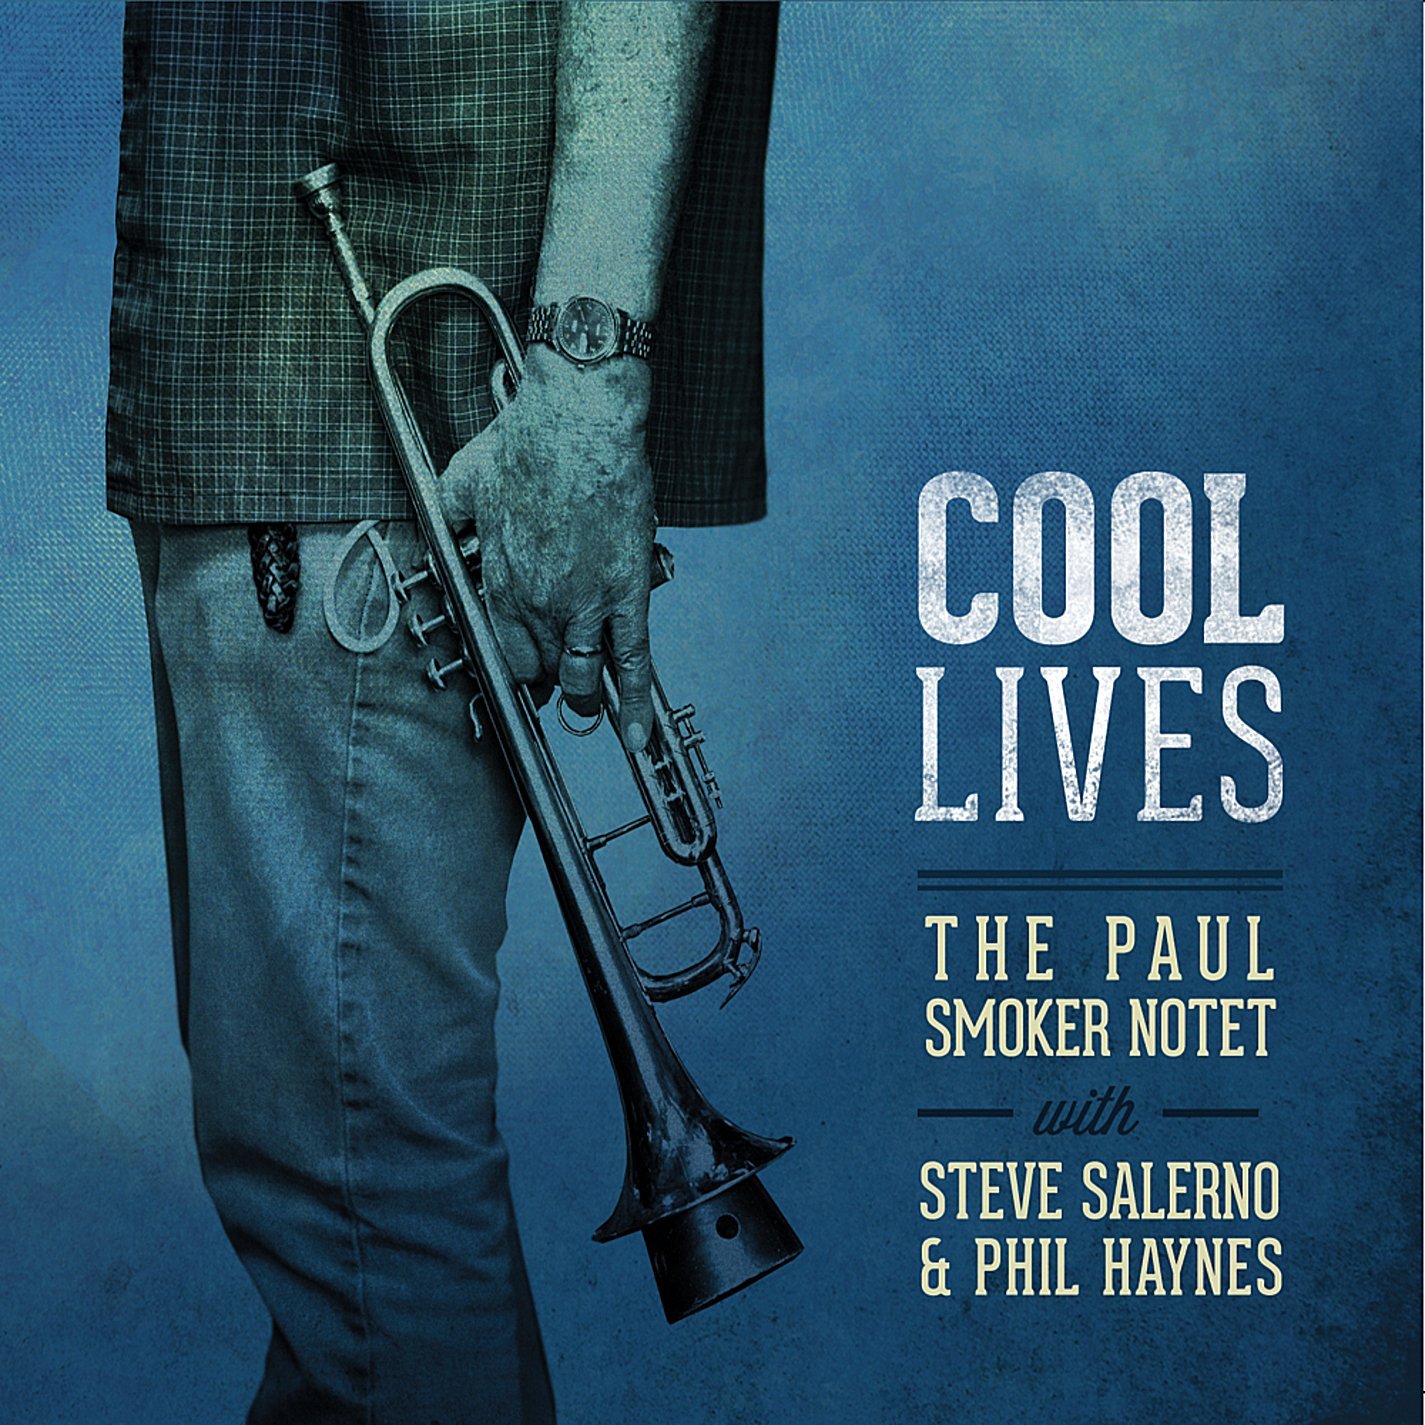 COOL
LIVES
THE PAUL
SMOKER NOTET
with
STEVE SALERNO
& PHIL HAYNES